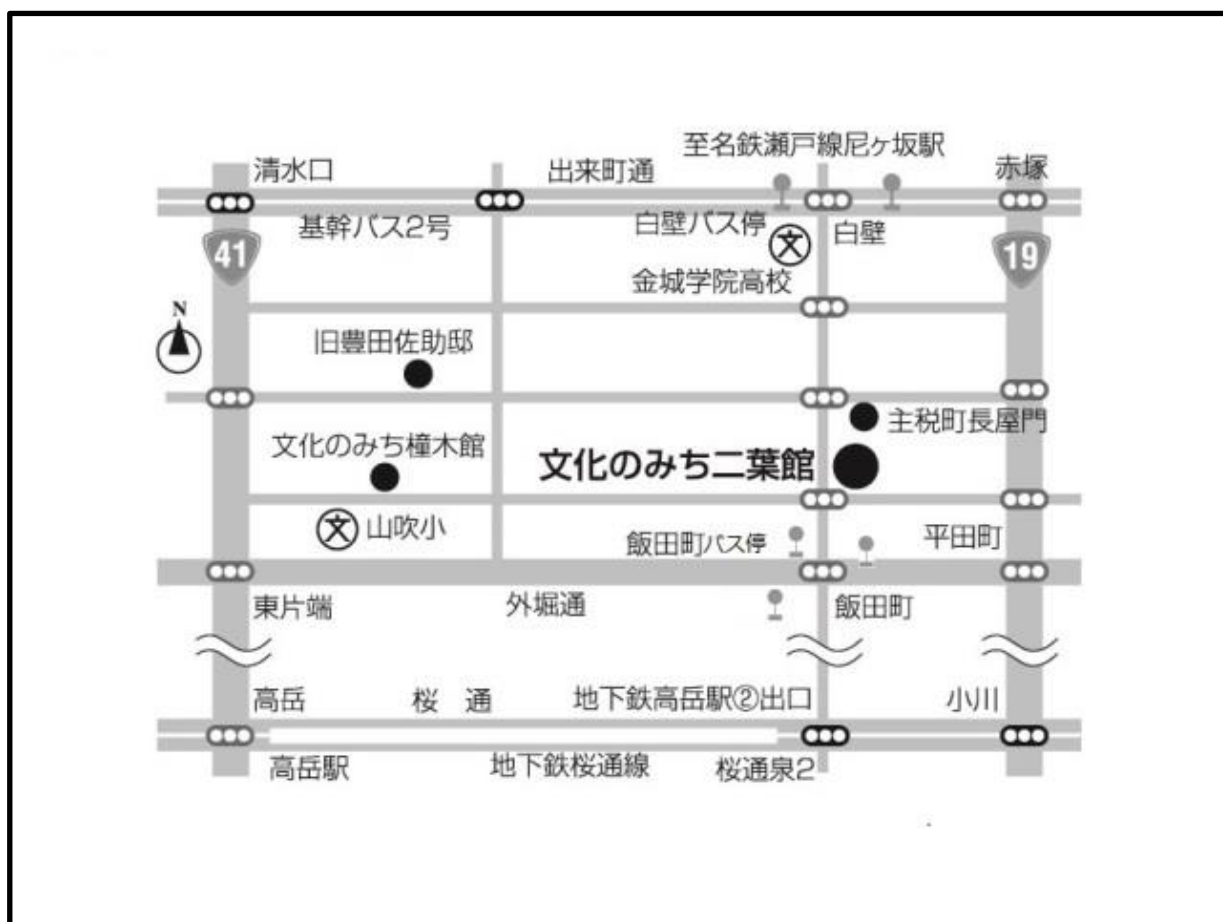 至名鉄瀬戸線尼ヶ坂駅
清水口
出来町通
赤塚
基幹バス2号
白壁バス停
文
白壁
41
19
金城学院高校
N
旧豊田佐助邸
主税町長屋門
文化のみち橦木館
文化のみち二葉館
文
山吹小
飯田町バス停
平田町
東片端
外堀通
飯田町
高岳
桜 通
地下鉄高岳駅②出口
小川
高岳駅
地下鉄桜通線
桜通泉2